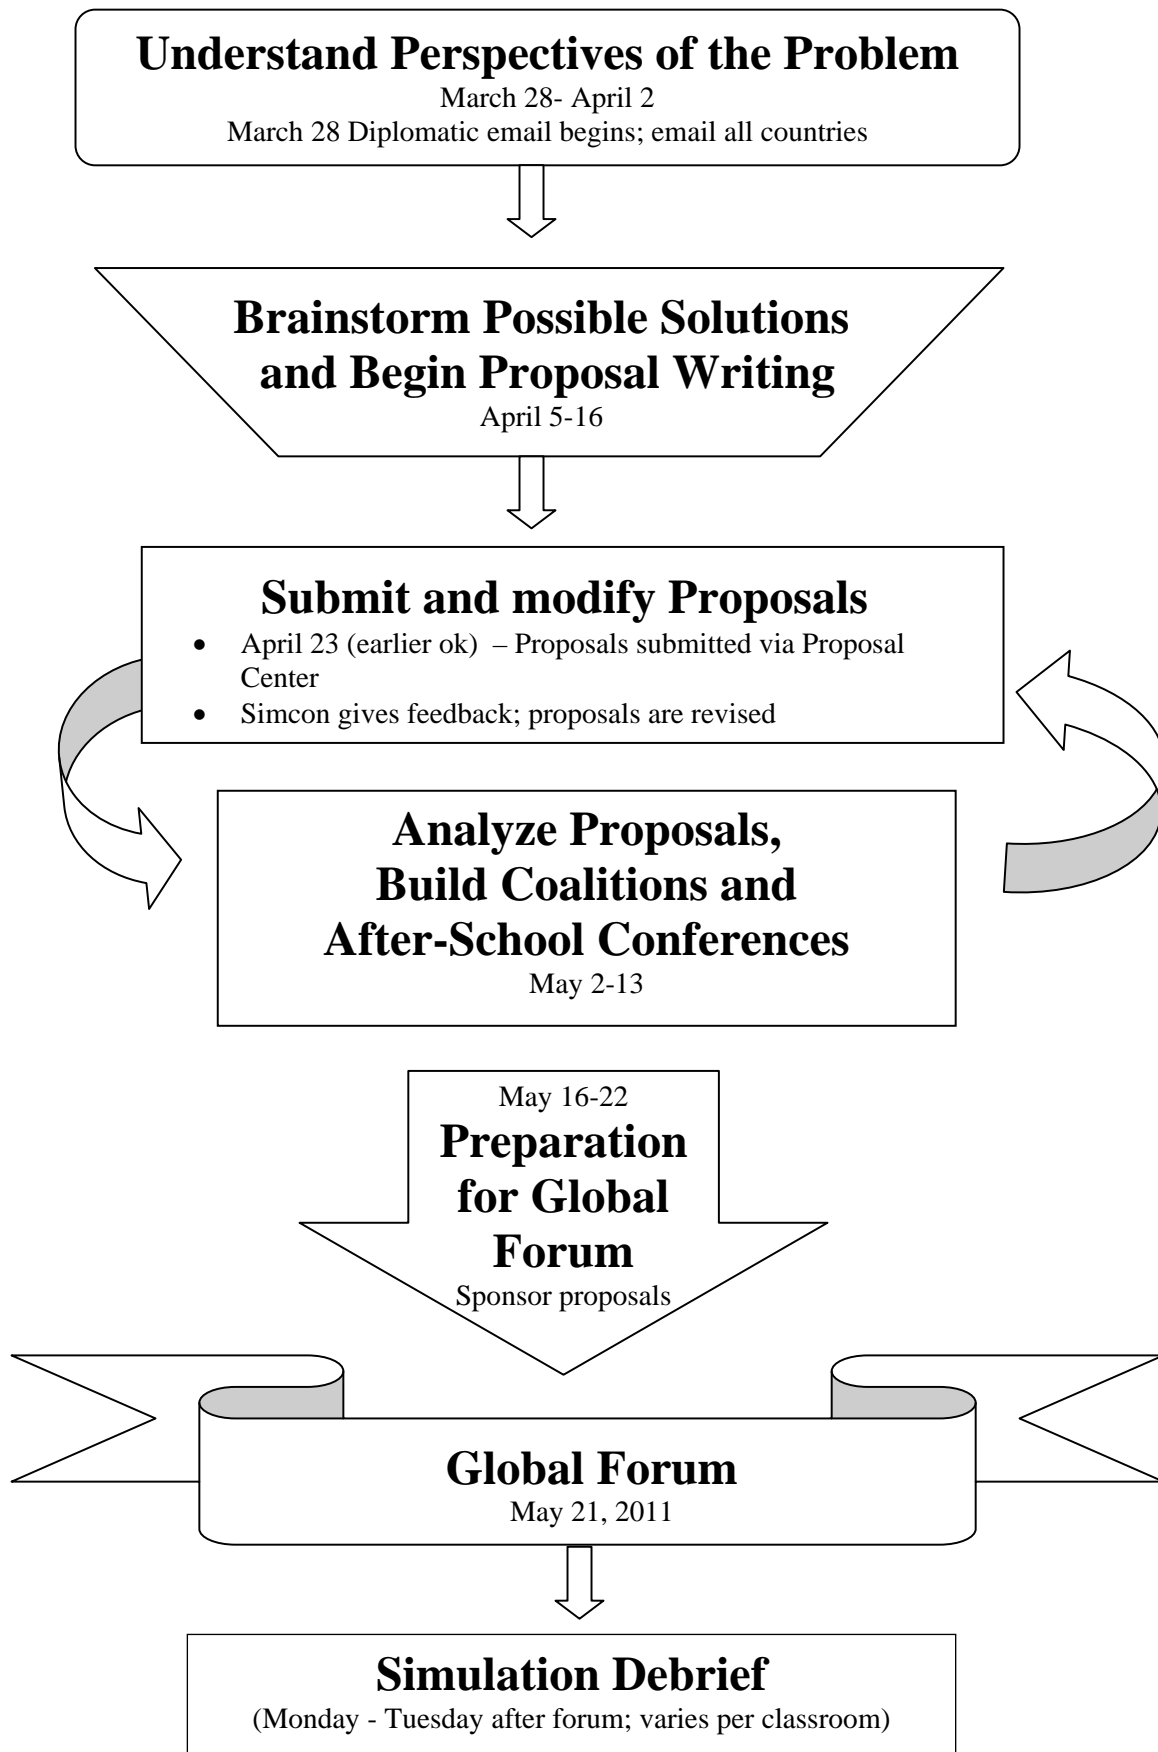 Understand Perspectives of the Problem
March 28- April 2
March 28 Diplomatic email begins; email all countries
Brainstorm Possible Solutions
and Begin Proposal Writing
April 5-16
Submit and modify Proposals
• April 23 (earlier ok) – Proposals submitted via Proposal
Center
• Simcon gives feedback; proposals are revised
Analyze Proposals,
Build Coalitions and
After-School Conferences
May 2-13
May 16-22
Preparation
for Global
Forum
Sponsor proposals
Global Forum
May 21, 2011
Simulation Debrief
(Monday - Tuesday after forum; varies per classroom)